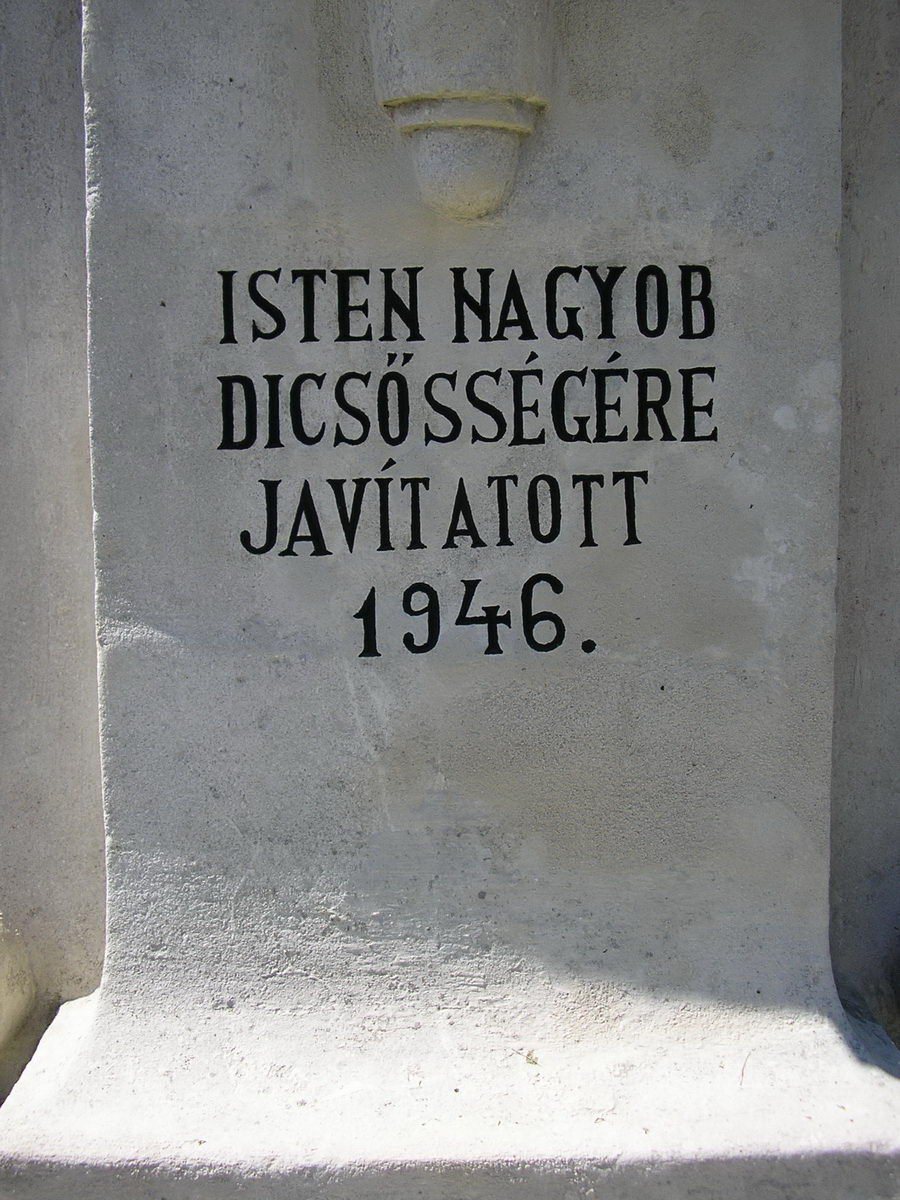 ISTEN NAGYOB
DICSŐSSÉGÉRE
JAVÍTATOTT
1946.